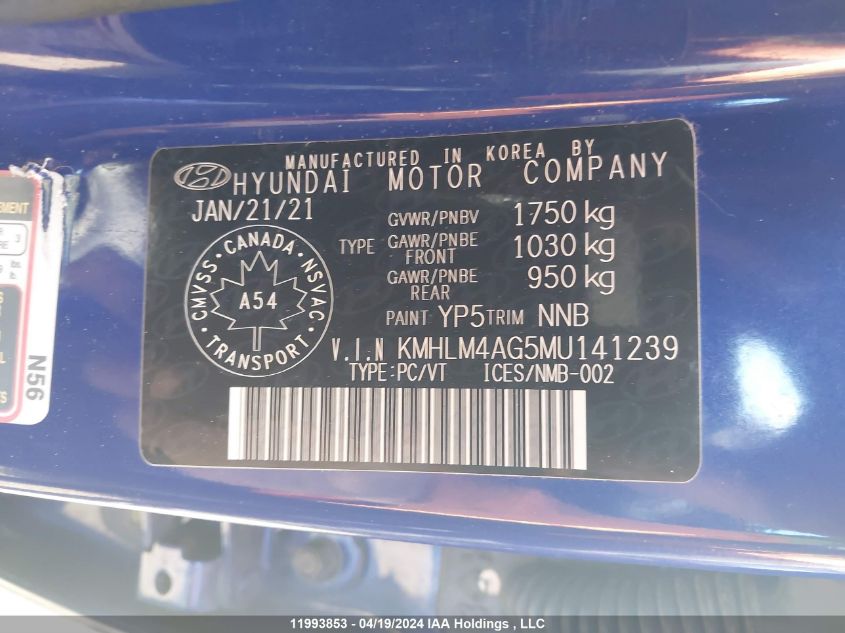 MANUFACTURED IN KOREA BY
HYUNDAI MOTOR COMPANY
JAN/21/21
GVWR/PNBV 1750 kg
TYPE GAWR/PNBE FRONT 1030 kg
GAWR/PNBE REAR 950 kg
PAINT YP5 TRIM NNB
V.I.N KMHLM4AG5MU141239
TYPE:PC/VT ICES/NMB-002
CMVSS · CANADA · NSVAC
A54
TRANSPORT
N56
11993853 - 04/19/2024 IAA Holdings , LLC